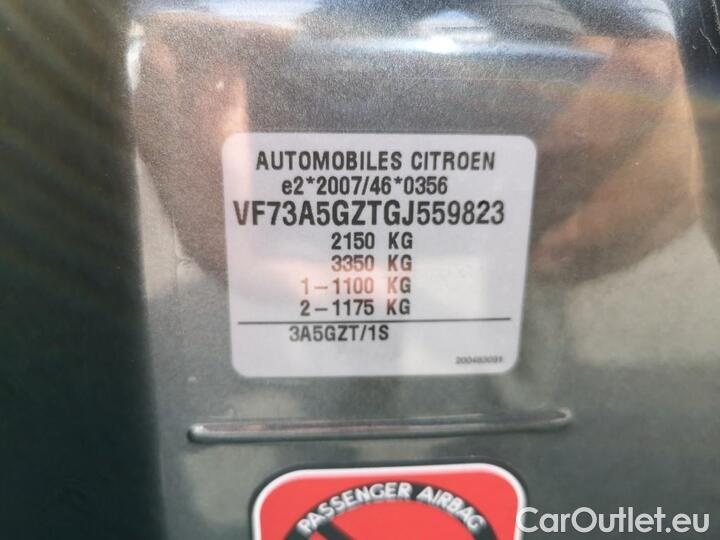 AUTOMOBILES CITROEN
e2*2007/46*0356
VF73A5GZTGJ559823
2150 KG
3350 KG
1-1100 KG
2-1175 KG
3A5GZT/1S
200483091
PASSENGER AIRBAG
CarOutlet.eu